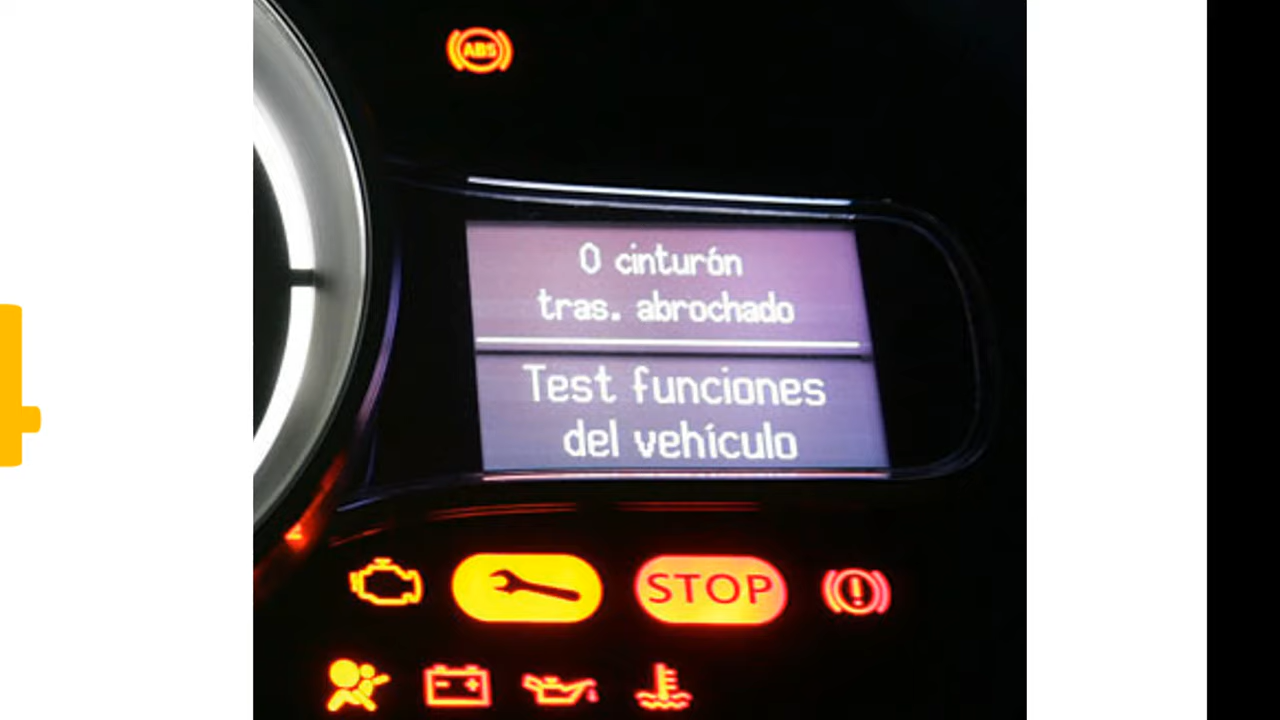 ABS
0 cinturón
tras. abrochado
Test funciones
del vehículo
STOP